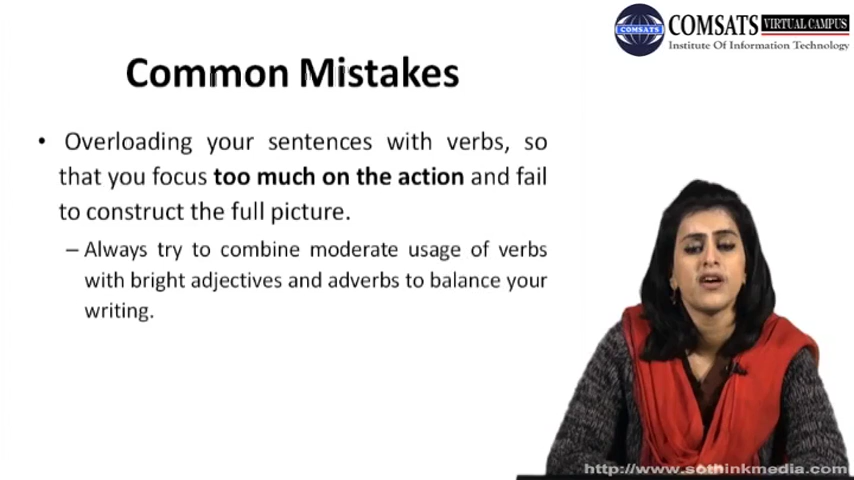 COMSATS VIRTUAL CAMPUS
COMSATS
Institute Of Information Technology
Common Mistakes
• Overloading your sentences with verbs, so
that you focus too much on the action and fail
to construct the full picture.
– Always try to combine moderate usage of verbs
with bright adjectives and adverbs to balance your
writing.
http://www.sothinkmedia.com/